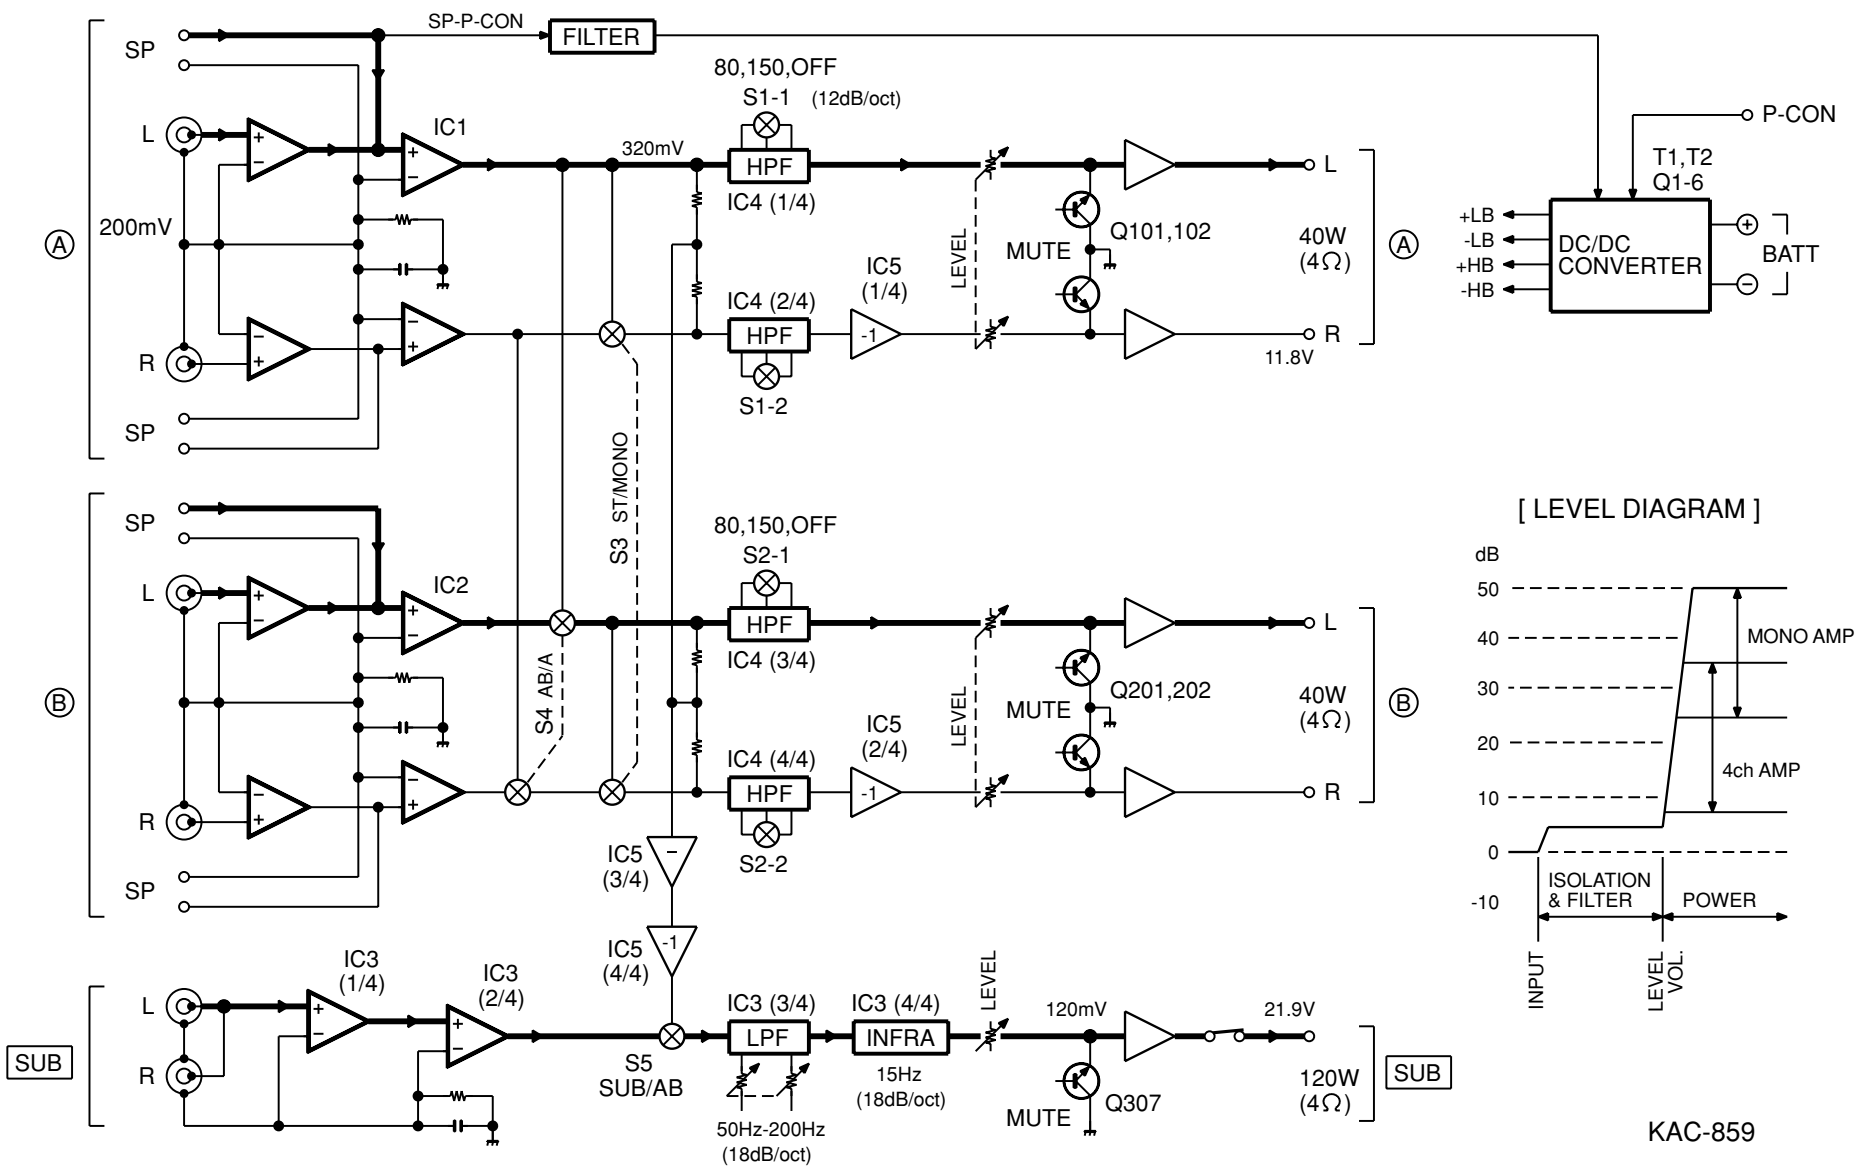 SP
SP-P-CON
FILTER
80,150,OFF
S1-1 (12dB/oct)
L
+
−
IC1
+
−
320mV
HPF
IC4 (1/4)
L
P-CON
T1,T2
Q1-6
200mV
A
LEVEL
MUTE
Q101,102
40W
(4Ω)
A
+LB
-LB
+HB
-HB
DC/DC
CONVERTER
+
−
BATT
IC5
(1/4)
IC4 (2/4)
HPF
-1
−
+
−
+
R
R
11.8V
S1-2
SP
S3 ST/MONO
SP
80,150,OFF
S2-1
[ LEVEL DIAGRAM ]
dB
50
40
30
20
10
0
-10
MONO AMP
4ch AMP
ISOLATION
& FILTER
POWER
INPUT
LEVEL
VOL.
L
+
−
IC2
+
−
HPF
IC4 (3/4)
L
S4 AB/A
B
LEVEL
MUTE
Q201,202
40W
(4Ω)
B
IC5
(2/4)
IC4 (4/4)
HPF
-1
−
+
−
+
R
R
S2-2
SP
IC5
(3/4)
−
IC5
(4/4)
-1
IC3
(1/4)
IC3
(2/4)
L
+
−
+
−
IC3 (3/4)
LPF
IC3 (4/4)
INFRA
LEVEL
120mV
21.9V
S5
SUB/AB
SUB
R
15Hz
(18dB/oct)
50Hz-200Hz
(18dB/oct)
MUTE
Q307
120W
(4Ω)
SUB
KAC-859